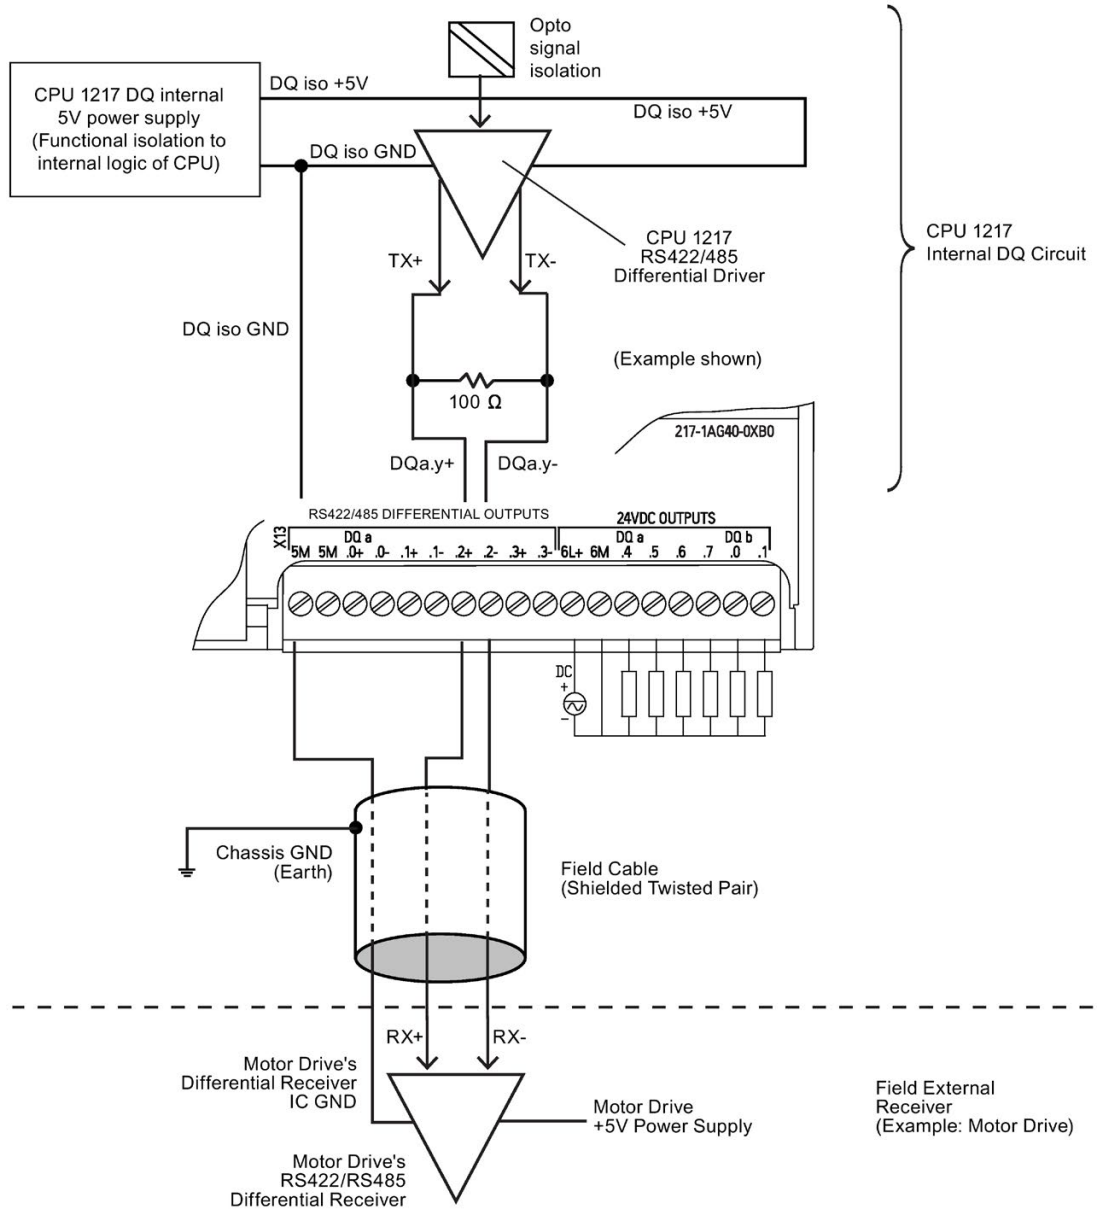 Opto
signal
isolation
DQ iso +5V
DQ iso +5V
CPU 1217 DQ internal
5V power supply
(Functional isolation to
internal logic of CPU)
DQ iso GND
CPU 1217
RS422/485
Differential Driver
CPU 1217
Internal DQ Circuit
TX+
TX-
DQ iso GND
(Example shown)
100 Ω
217-1AG40-0XB0
DQa.y+
DQa.y-
RS422/485 DIFFERENTIAL OUTPUTS
24VDC OUTPUTS
X13
DQ a
DQ a
DQ b
5M 5M .0+ .0- .1+ .1- .2+ .2- .3+ .3- 6L+ 6M .4 .5 .6 .7 .0 .1
DC
+
−
Chassis GND
(Earth)
Field Cable
(Shielded Twisted Pair)
RX+
RX-
Motor Drive's
Differential Receiver
IC GND
Motor Drive
+5V Power Supply
Field External
Receiver
(Example: Motor Drive)
Motor Drive's
RS422/RS485
Differential Receiver